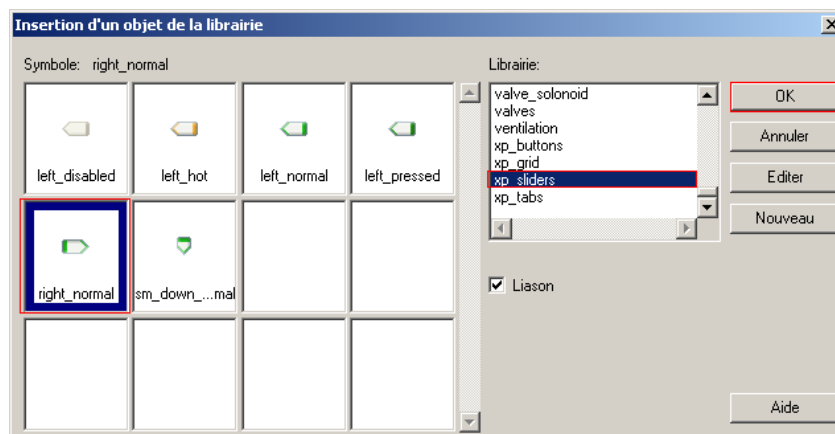 Insertion d'un objet de la librairie
Symbole: right_normal
left_disabled
left_hot
left_normal
left_pressed
right_normal
sm_down_...mal
Librairie:
valve_solonoid
valves
ventilation
xp_buttons
xp_grid
xp_sliders
xp_tabs
Liason
OK
Annuler
Editer
Nouveau
Aide